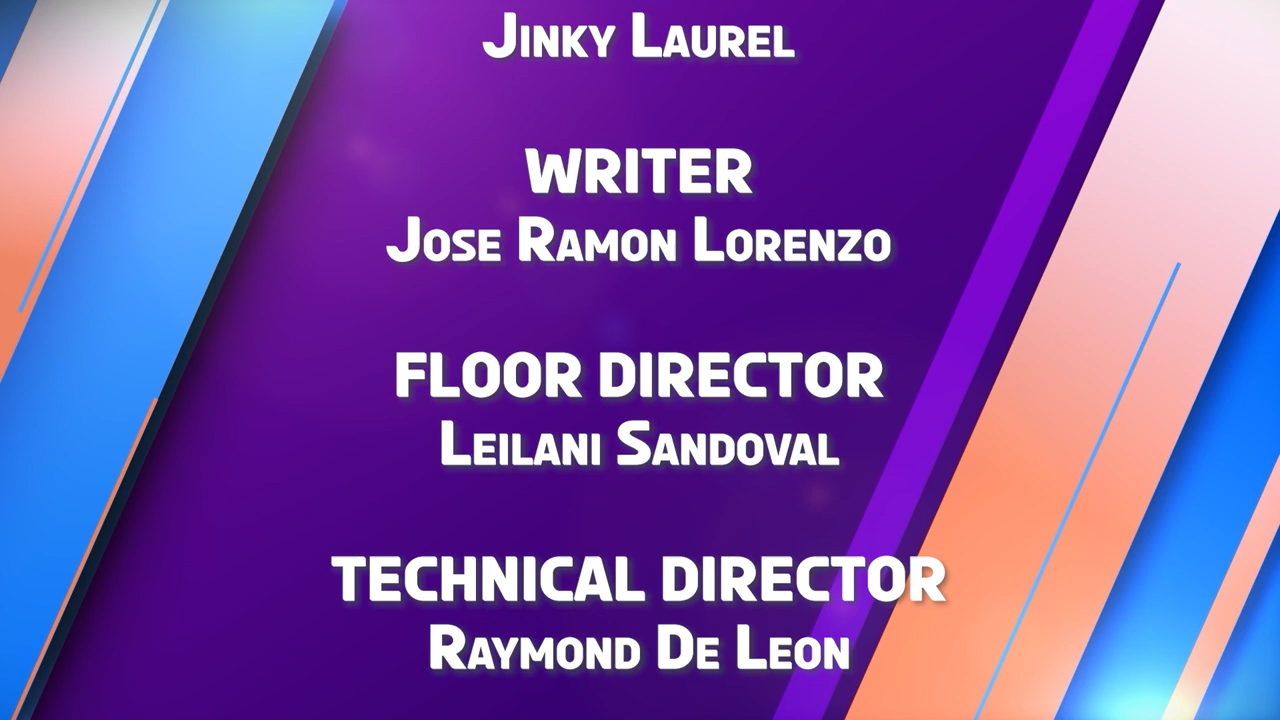 Jinky Laurel
WRITER
Jose Ramon Lorenzo
FLOOR DIRECTOR
Leilani Sandoval
TECHNICAL DIRECTOR
Raymond De Leon